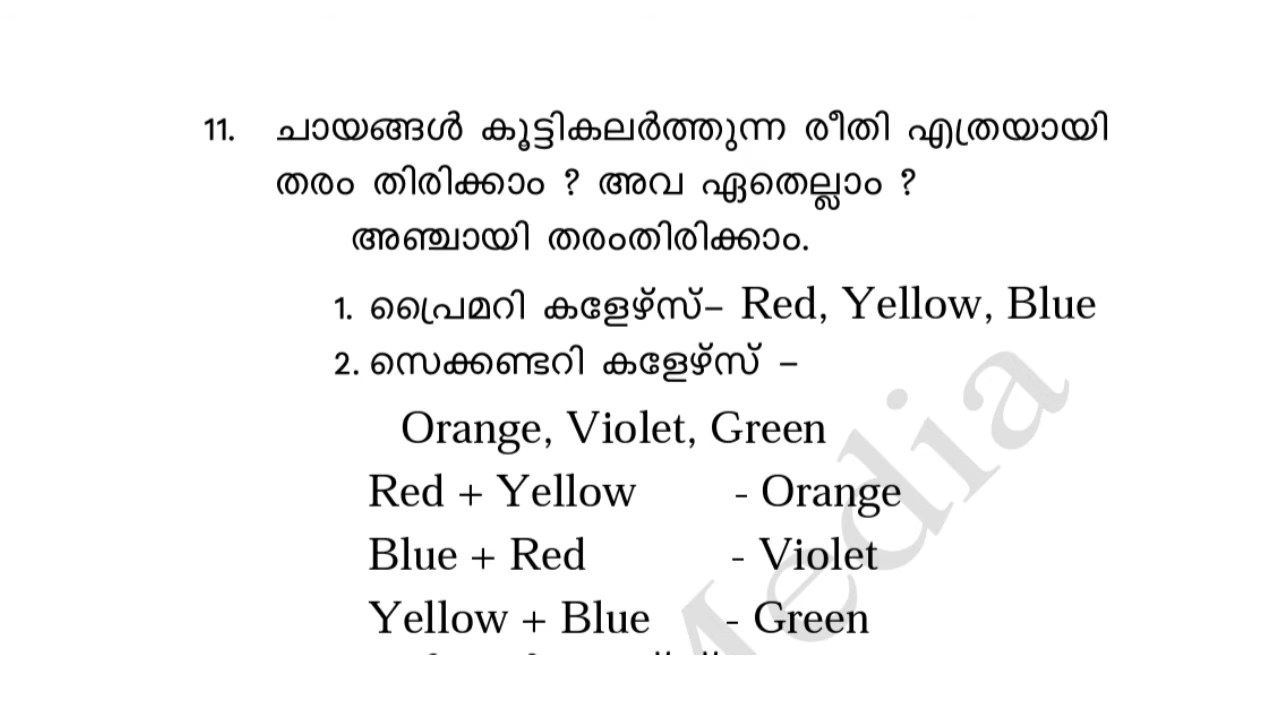 11. ചായങ്ങൾ കൂട്ടികലർത്തുന്ന രീതി എത്രയായി
തരം തിരിക്കാം ? അവ ഏതെല്ലാം ?
അഞ്ചായി തരംതിരിക്കാം.
1. പ്രൈമറി കളേഴ്സ്– Red, Yellow, Blue
2. സെക്കണ്ടറി കളേഴ്സ് –
Orange, Violet, Green
Red + Yellow - Orange
Blue + Red - Violet
Yellow + Blue - Green
Media